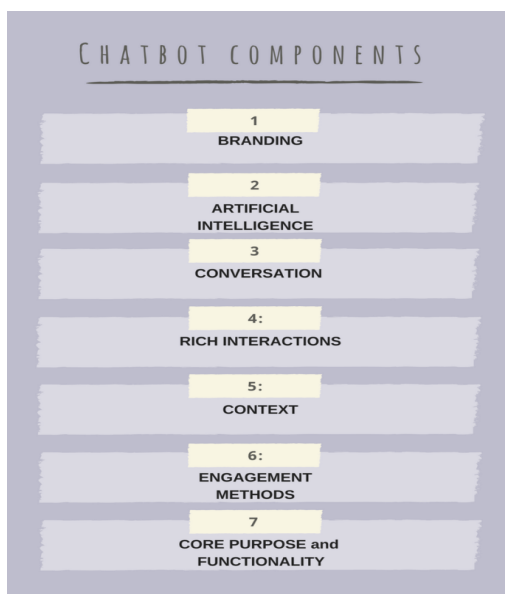 CHATBOT COMPONENTS
1
BRANDING
2
ARTIFICIAL
INTELLIGENCE
3
CONVERSATION
4:
RICH INTERACTIONS
5:
CONTEXT
6:
ENGAGEMENT
METHODS
7
CORE PURPOSE and
FUNCTIONALITY